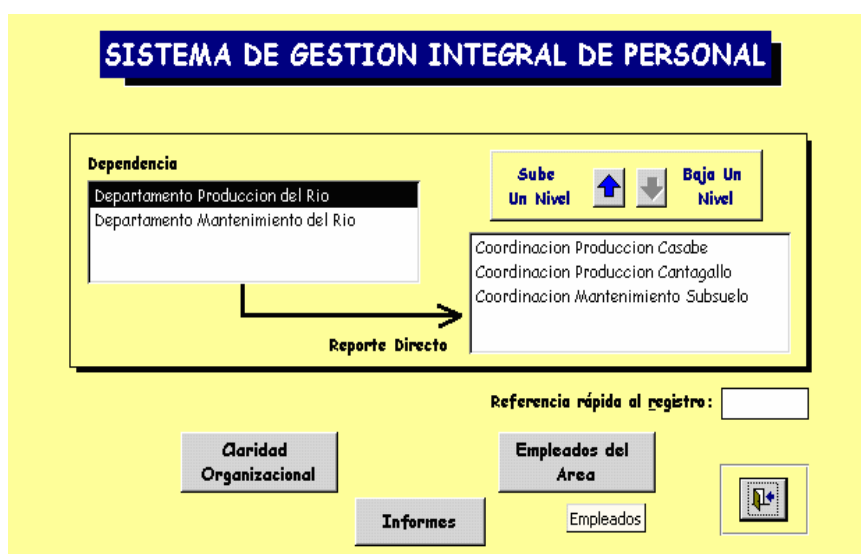 SISTEMA DE GESTION INTEGRAL DE PERSONAL
Dependencia
Departamento Produccion del Rio
Departamento Mantenimiento del Rio
Sube
Un Nivel
Baja Un
Nivel
Coordinacion Produccion Casabe
Coordinacion Produccion Cantagallo
Coordinacion Mantenimiento Subsuelo
Reporte Directo
Referencia rápida al registro:
Claridad
Organizacional
Empleados del
Area
Informes
Empleados